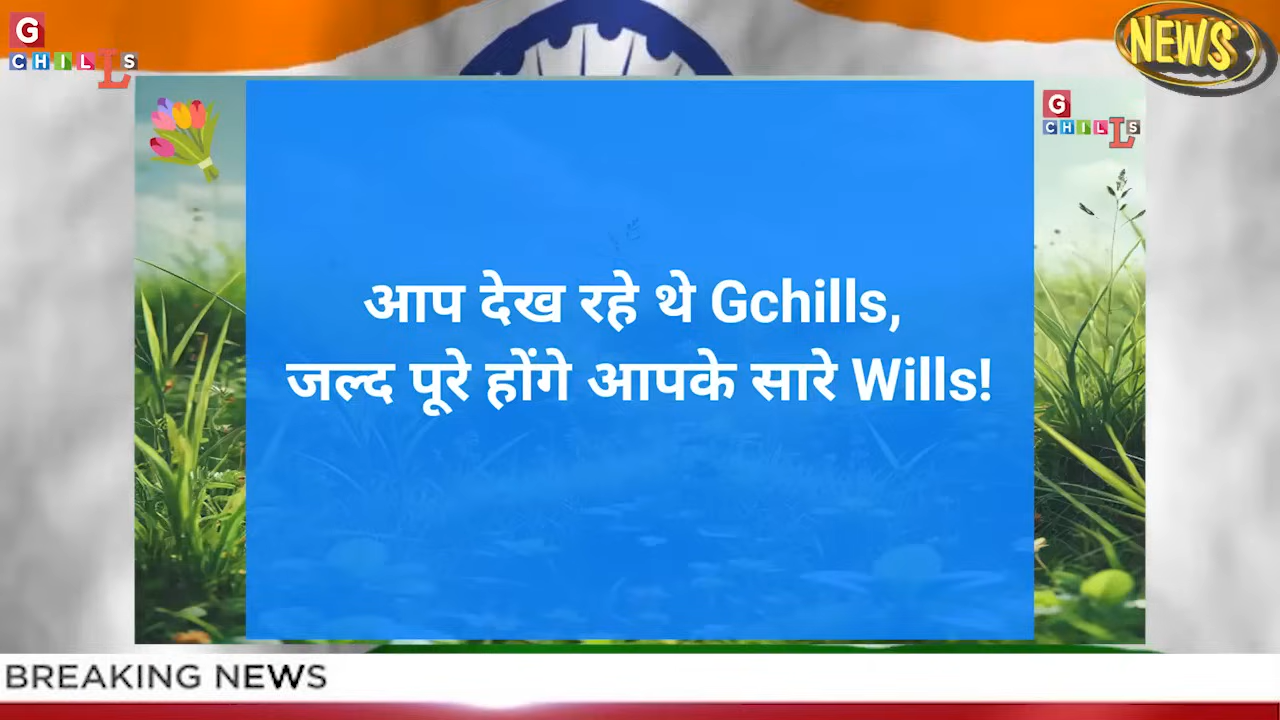 G
CHILLS
NEWS
G
CHILLS
आप देख रहे थे Gchills,
जल्द पूरे होंगे आपके सारे Wills!
BREAKING NEWS